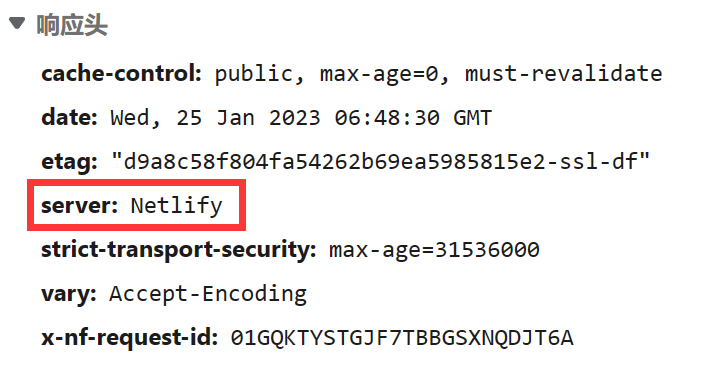 响应头
cache-control: public, max-age=0, must-revalidate
date: Wed, 25 Jan 2023 06:48:30 GMT
etag: "d9a8c58f804fa54262b69ea5985815e2-ssl-df"
server: Netlify
strict-transport-security: max-age=31536000
vary: Accept-Encoding
x-nf-request-id: 01GQKTYSTGJF7TBBGSXNQDJT6A